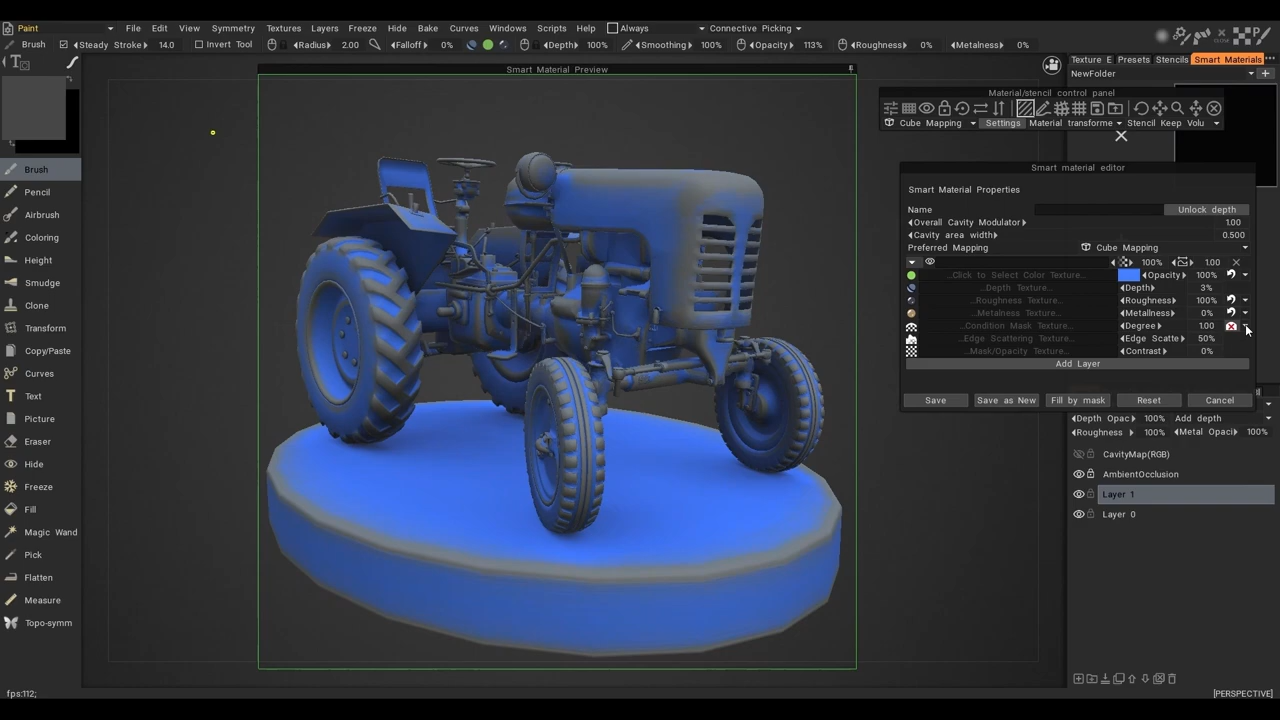 Paint File Edit View Symmetry Textures Layers Freeze Hide Bake Curves Windows Scripts Help Always Connective Picking
Brush Steady Stroke 14.0 Invert Tool Radius 2.00 Falloff 0% Depth 100% Smoothing 100% Opacity 113% Roughness 0% Metalness 0%
Smart Material Preview
Texture E Presets Stencils Smart Materials
NewFolder
Material/stencil control panel
Cube Mapping Settings Material transforme Stencil Keep Volu
Brush
Pencil
Airbrush
Coloring
Height
Smudge
Clone
Transform
Copy/Paste
Curves
Text
Picture
Eraser
Hide
Freeze
Fill
Magic Wand
Pick
Flatten
Measure
Topo-symm
Smart material editor
Smart Material Properties
Name Unlock depth
Overall Cavity Modulator 1.00
Cavity area width 0.500
Preferred Mapping Cube Mapping
100% 1.00
...Click to Select Color Texture... Opacity 100%
...Depth Texture... Depth 3%
...Roughness Texture... Roughness 100%
...Metalness Texture... Metallness 0%
...Condition Mask Texture... Degree 1.00
...Edge Scattering Texture... Edge Scatte 50%
...Mask/Opacity Texture... Contrast 0%
Add Layer
Save Save as New Fill by mask Reset Cancel
Depth Opac 100% Add depth
Roughness 100% Metal Opaci 100%
CavityMap(RGB)
AmbientOcclusion
Layer 1
Layer 0
fps:112;
[PERSPECTIVE]